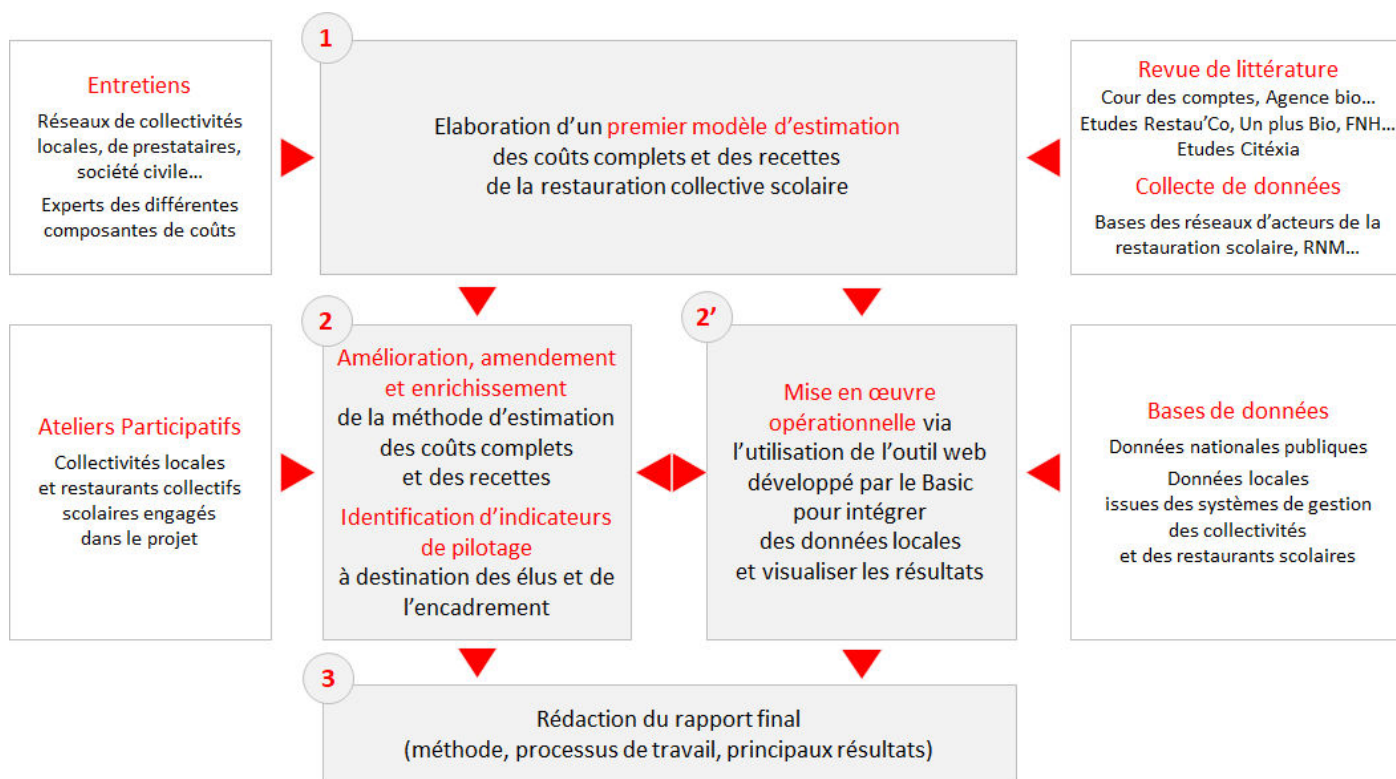 1
Entretiens
Réseaux de collectivités
locales, de prestataires,
société civile…
Experts des différentes
composantes de coûts
Elaboration d’un premier modèle d’estimation
des coûts complets et des recettes
de la restauration collective scolaire
Revue de littérature
Cour des comptes, Agence bio…
Etudes Restau’Co, Un plus Bio, FNH…
Etudes Citéxia
Collecte de données
Bases des réseaux d’acteurs de la
restauration scolaire, RNM…
Ateliers Participatifs
Collectivités locales
et restaurants collectifs
scolaires engagés
dans le projet
2
Amélioration, amendement
et enrichissement
de la méthode d’estimation
des coûts complets
et des recettes
Identification d’indicateurs
de pilotage
à destination des élus et de
l’encadrement
2’
Mise en œuvre
opérationnelle via
l’utilisation de l’outil web
développé par le Basic
pour intégrer
des données locales
et visualiser les résultats
Bases de données
Données nationales publiques
Données locales
issues des systèmes de gestion
des collectivités
et des restaurants scolaires
3
Rédaction du rapport final
(méthode, processus de travail, principaux résultats)